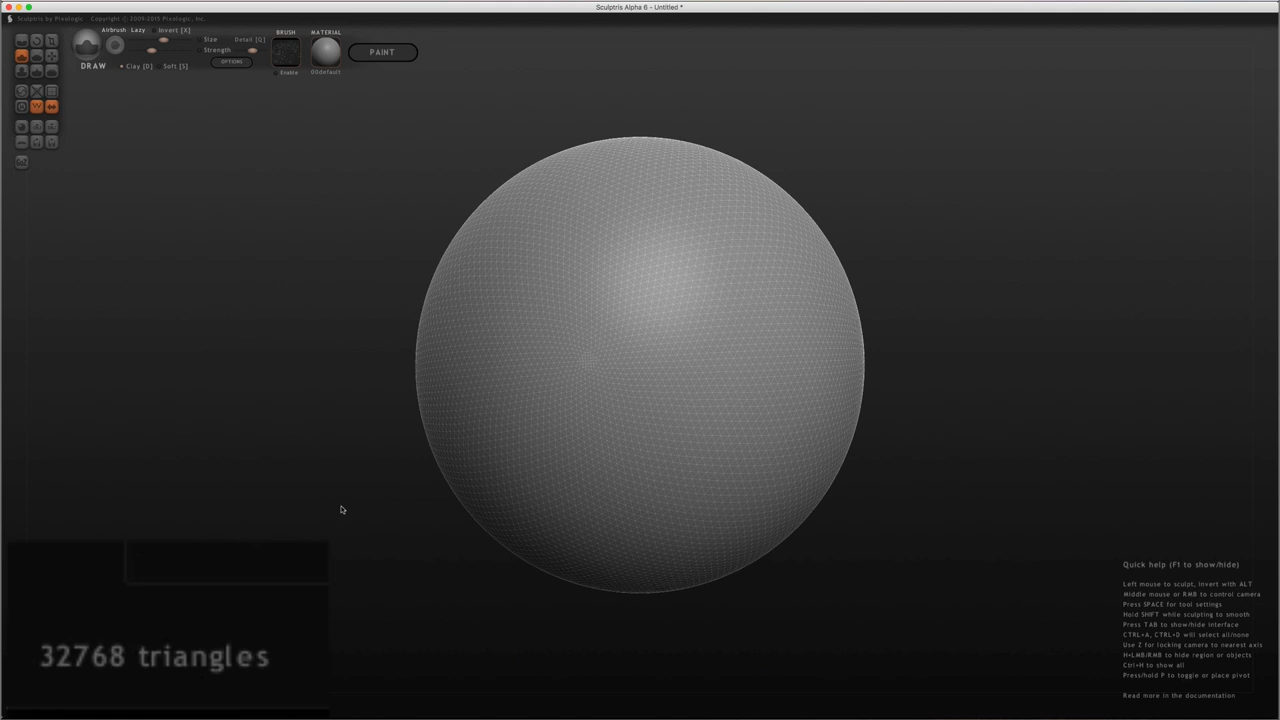 Sculptris Alpha 6 - Untitled *
Sculptris by Pixologic Copyright © 2009-2015 Pixologic, Inc.
Airbrush Lazy Invert [X]
Size Detail [Q]
Strength
DRAW
Clay [D] Soft [S]
OPTIONS
BRUSH
Enable
MATERIAL
00default
PAINT
32768 triangles
Quick help (F1 to show/hide)
Left mouse to sculpt, invert with ALT
Middle mouse or RMB to control camera
Press SPACE for tool settings
Hold SHIFT while sculpting to smooth
Press TAB to show/hide interface
CTRL+A, CTRL+D will select all/none
Use Z for locking camera to nearest axis
H+LMB/RMB to hide region or objects
Ctrl+H to show all
Press/hold P to toggle or place pivot
Read more in the documentation